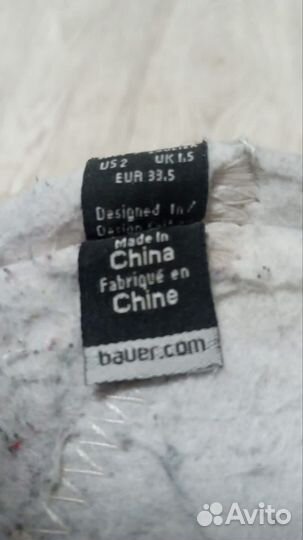 US 2 UK 1.5
EUR 33.5
Designed in/
Made in
China
Fabriqué en
Chine
bauer.com
Avito